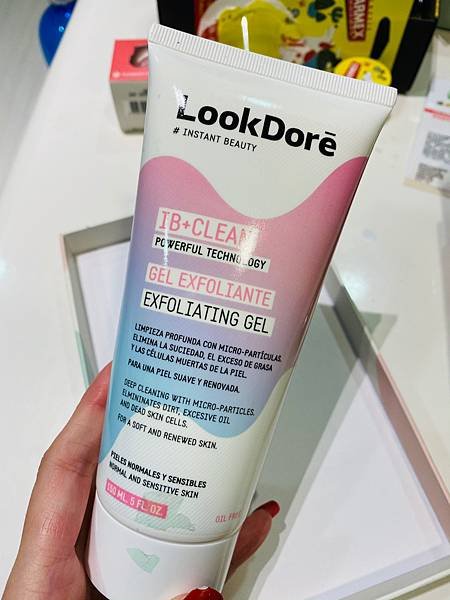 ARMEX
LookDorē
# INSTANT BEAUTY
IB+CLEAN
POWERFUL TECHNOLOGY
GEL EXFOLIANTE
EXFOLIATING GEL
LIMPIEZA PROFUNDA CON MICRO-PARTÍCULAS.
ELIMINA LA SUCIEDAD, EL EXCESO DE GRASA
Y LAS CÉLULAS MUERTAS DE LA PIEL.
PARA UNA PIEL SUAVE Y RENOVADA.
DEEP CLEANING WITH MICRO-PARTICLES.
ELMININATES DIRT, EXCESIVE OIL
AND DEAD SKIN CELLS.
FOR A SOFT AND RENEWED SKIN.
PIELES NORMALES Y SENSIBLES
NORMAL AND SENSITIVE SKIN
150 ML. 5 FL. OZ.
OIL FREE